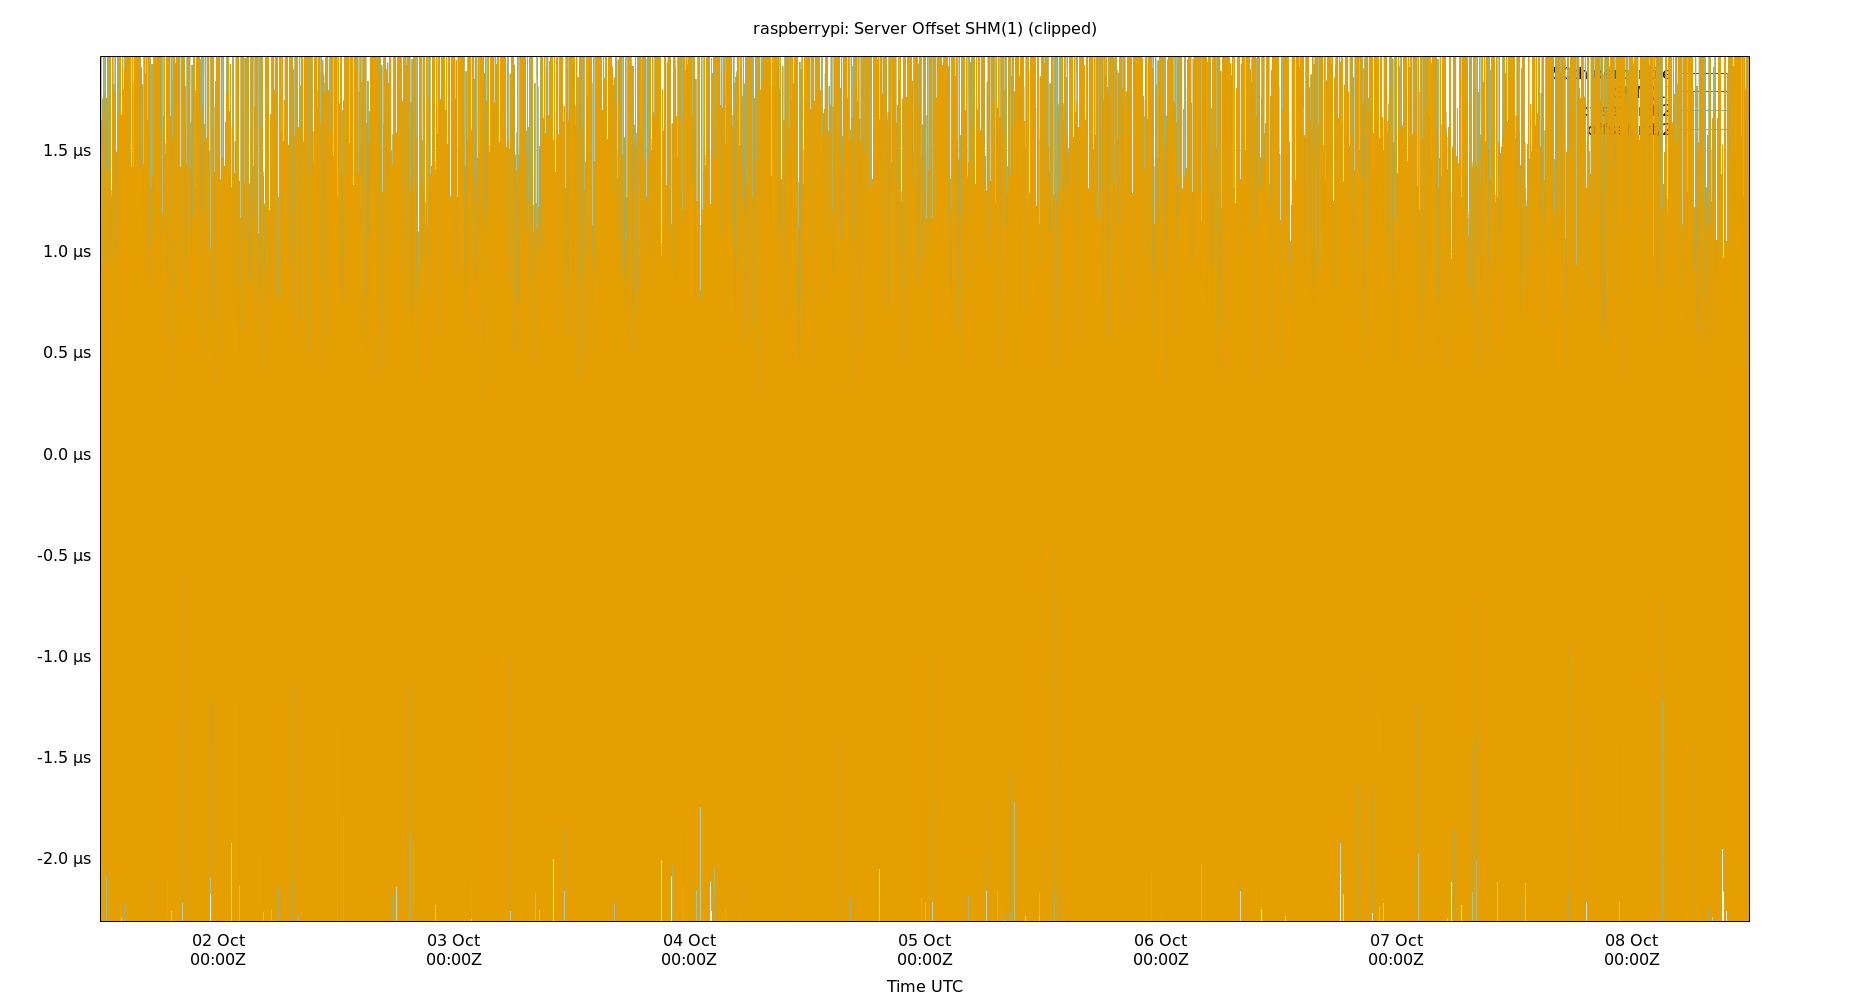 raspberrypi: Server Offset SHM(1) (clipped)
1.5 µs
1.0 µs
0.5 µs
0.0 µs
-0.5 µs
-1.0 µs
-1.5 µs
-2.0 µs
02 Oct 03 Oct 04 Oct 05 Oct 06 Oct 07 Oct 08 Oct
00:00Z 00:00Z 00:00Z 00:00Z 00:00Z 00:00Z 00:00Z
Time UTC